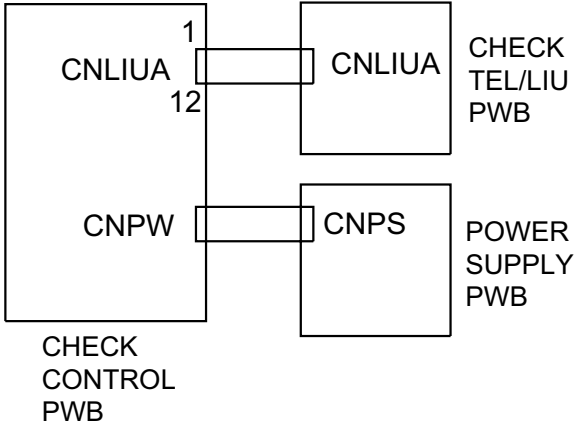 1
CNLIUA
12
CNLIUA
CHECK
TEL/LIU
PWB
CNPW
CNPS
POWER
SUPPLY
PWB
CHECK
CONTROL
PWB